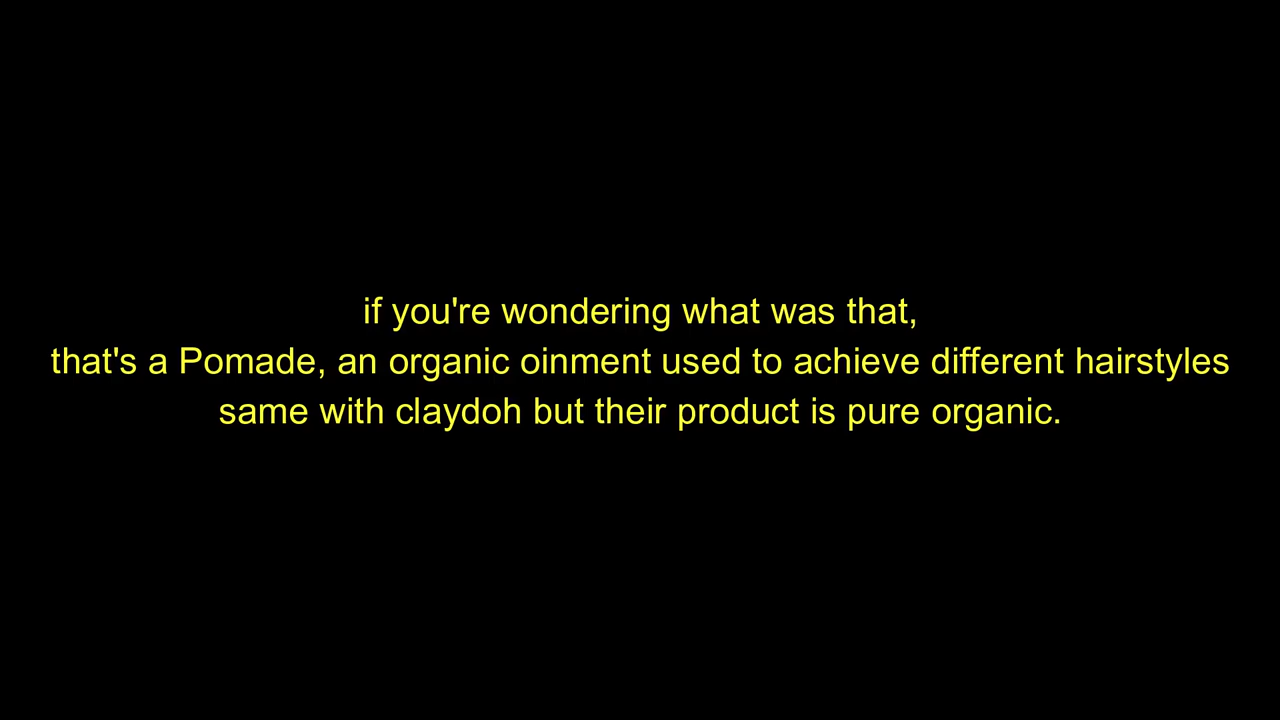 if you're wondering what was that,
that's a Pomade, an organic oinment used to achieve different hairstyles
same with claydoh but their product is pure organic.